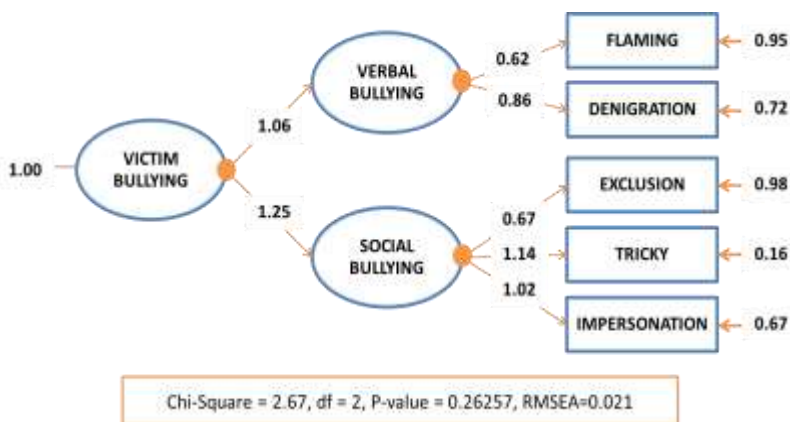 FLAMING
0.95
0.62
VERBAL
BULLYING
0.86
DENIGRATION
0.72
1.06
1.00
VICTIM
BULLYING
1.25
EXCLUSION
0.98
0.67
SOCIAL
BULLYING
1.14
TRICKY
0.16
1.02
IMPERSONATION
0.67
Chi-Square = 2.67, df = 2, P-value = 0.26257, RMSEA=0.021